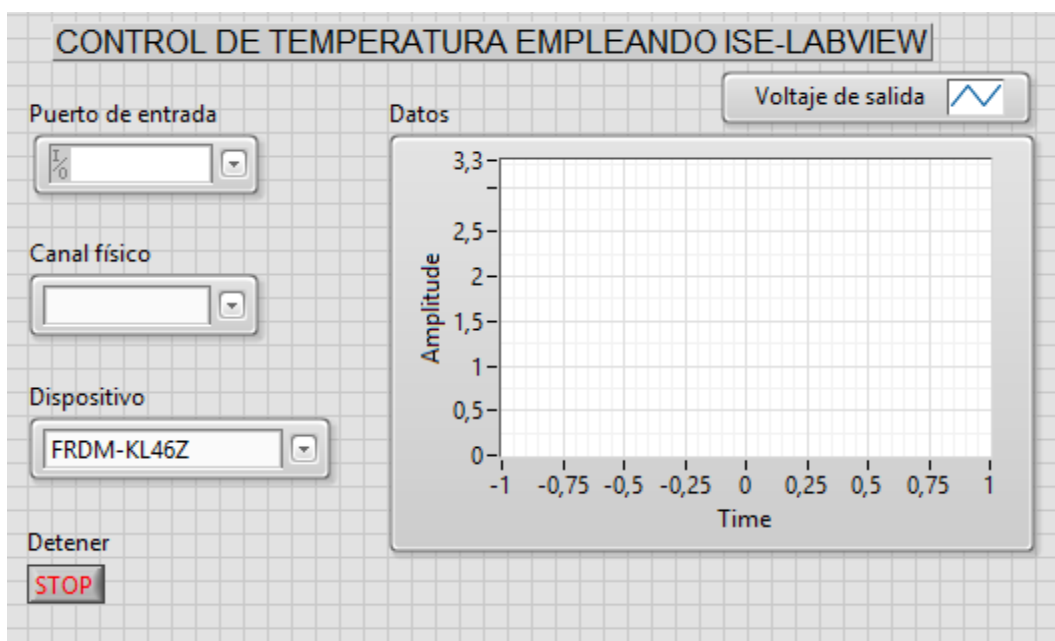 CONTROL DE TEMPERATURA EMPLEANDO ISE-LABVIEW
Voltaje de salida
Puerto de entrada
I/O
Canal físico
Dispositivo
FRDM-KL46Z
Detener
STOP
Datos
Amplitude
3,3
2,5
2
1,5
1
0,5
0
-1 -0,75 -0,5 -0,25 0 0,25 0,5 0,75 1
Time